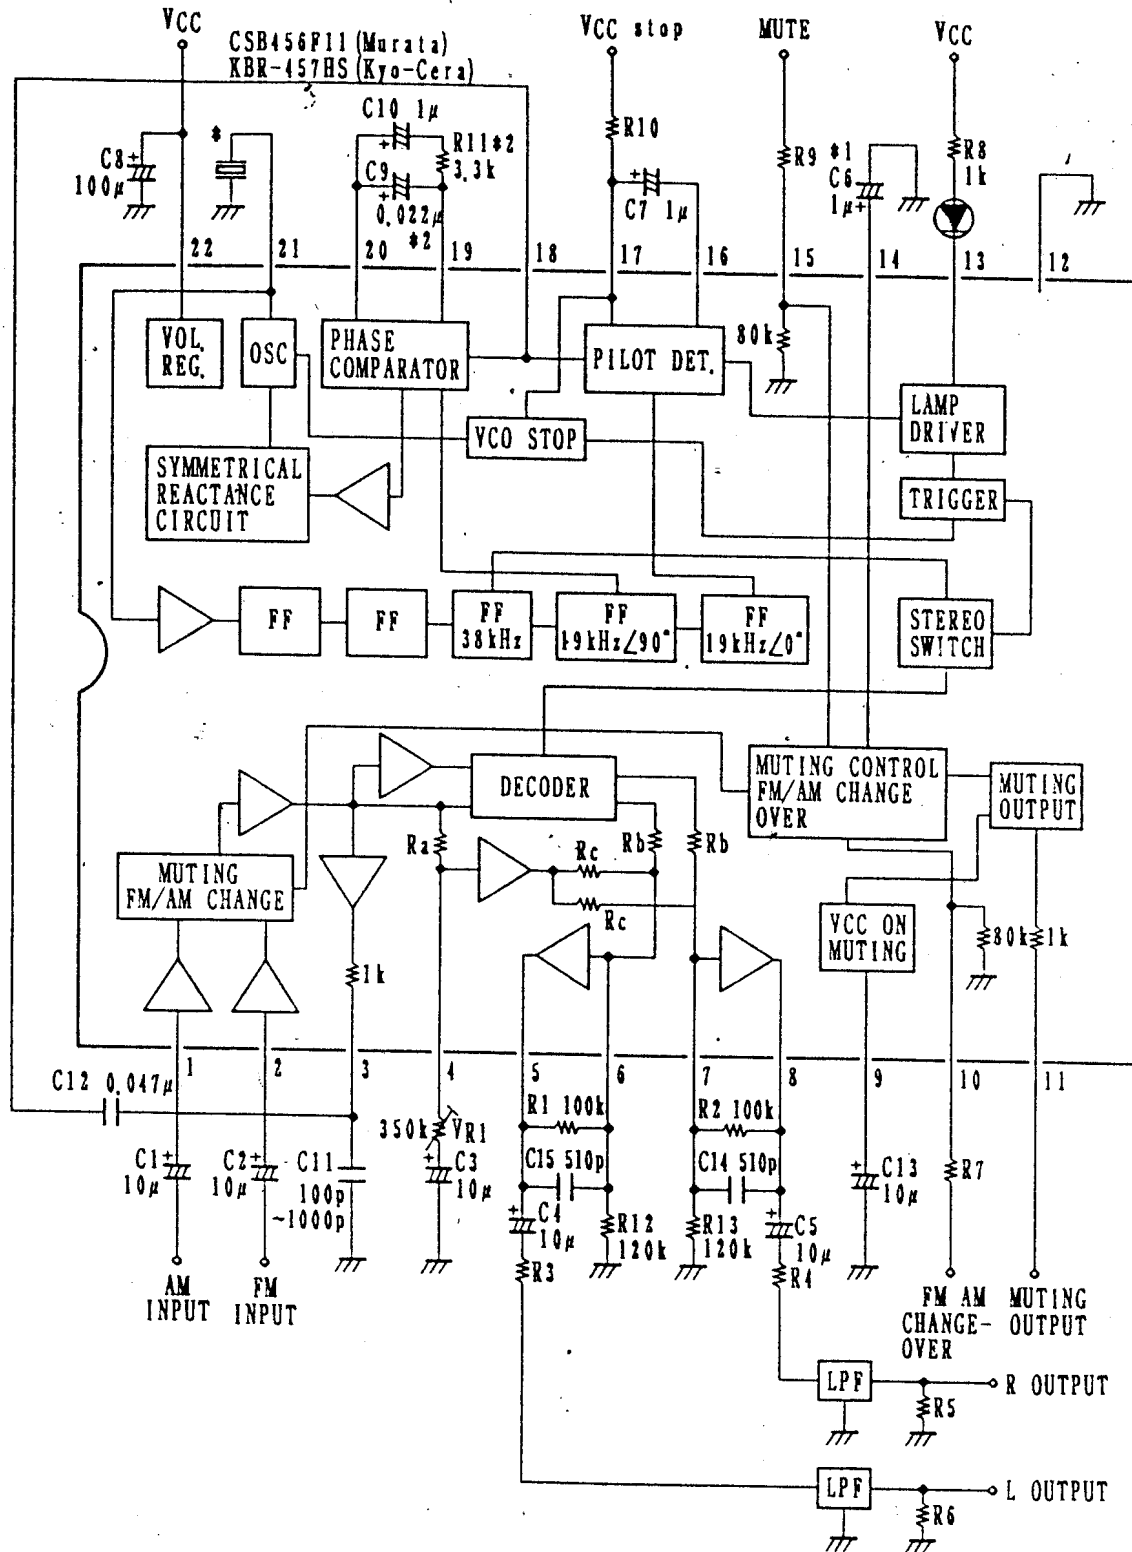 VCC
CSB456F11 (Murata)
KBR-457HS (Kyo-Cera)
VCC stop
MUTE
VCC
*
C8
+
100μ
C10 1μ
+
R11*2
3.3k
C9
+
0.022μ
*2
R10
+
C7 1μ
R9
*1
C6
1μ+
R8
1k
22
21
20
19
18
17
16
15
14
13
12
VOL.
REG.
OSC
PHASE
COMPARATOR
PILOT DET.
80k
LAMP
DRIVER
VCO STOP
SYMMETRICAL
REACTANCE
CIRCUIT
TRIGGER
FF
FF
FF
38kHz
FF
19kHz∠90°
FF
19kHz∠0°
STEREO
SWITCH
DECODER
MUTING CONTROL
FM/AM CHANGE
OVER
MUTING
OUTPUT
Ra
Rb
Rb
Rc
Rc
MUTING
FM/AM CHANGE
VCC ON
MUTING
80k
1k
1k
1
2
3
4
5
6
7
8
9
10
11
C12 0.047μ
R1 100k
R2 100k
350k
VR1
C1
+
10μ
C2
+
10μ
C11
100p
~1000p
+
C3
10μ
C15 510p
C14 510p
+
C13
10μ
R7
+
C4
10μ
R12
120k
R13
120k
+
C5
10μ
R3
R4
AM
INPUT
FM
INPUT
FM AM
CHANGE-
OVER
MUTING
OUTPUT
LPF
R OUTPUT
R5
LPF
L OUTPUT
R6